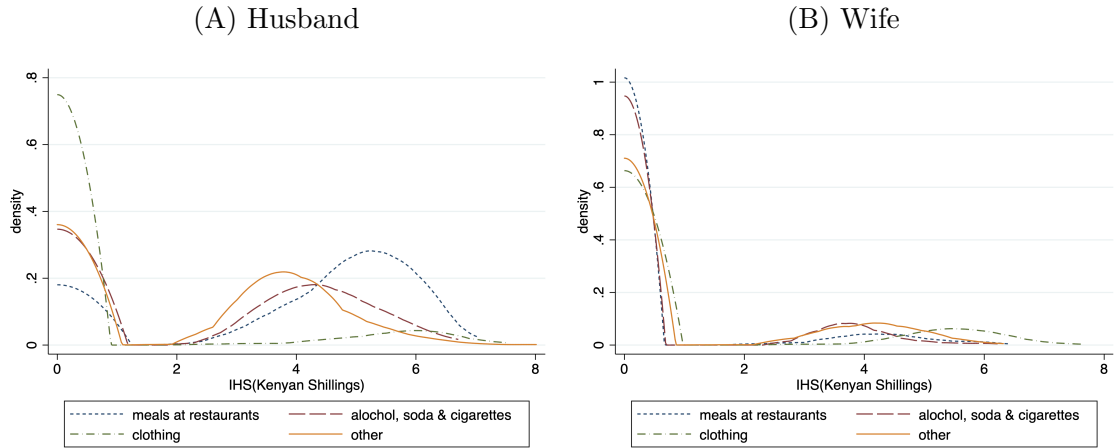 (A) Husband
(B) Wife
density
.8
.6
.4
.2
0
0 2 4 6 8
IHS(Kenyan Shillings)
meals at restaurants alochol, soda & cigarettes
clothing other
density
1
.8
.6
.4
.2
0
0 2 4 6 8
IHS(Kenyan Shillings)
meals at restaurants alochol, soda & cigarettes
clothing other